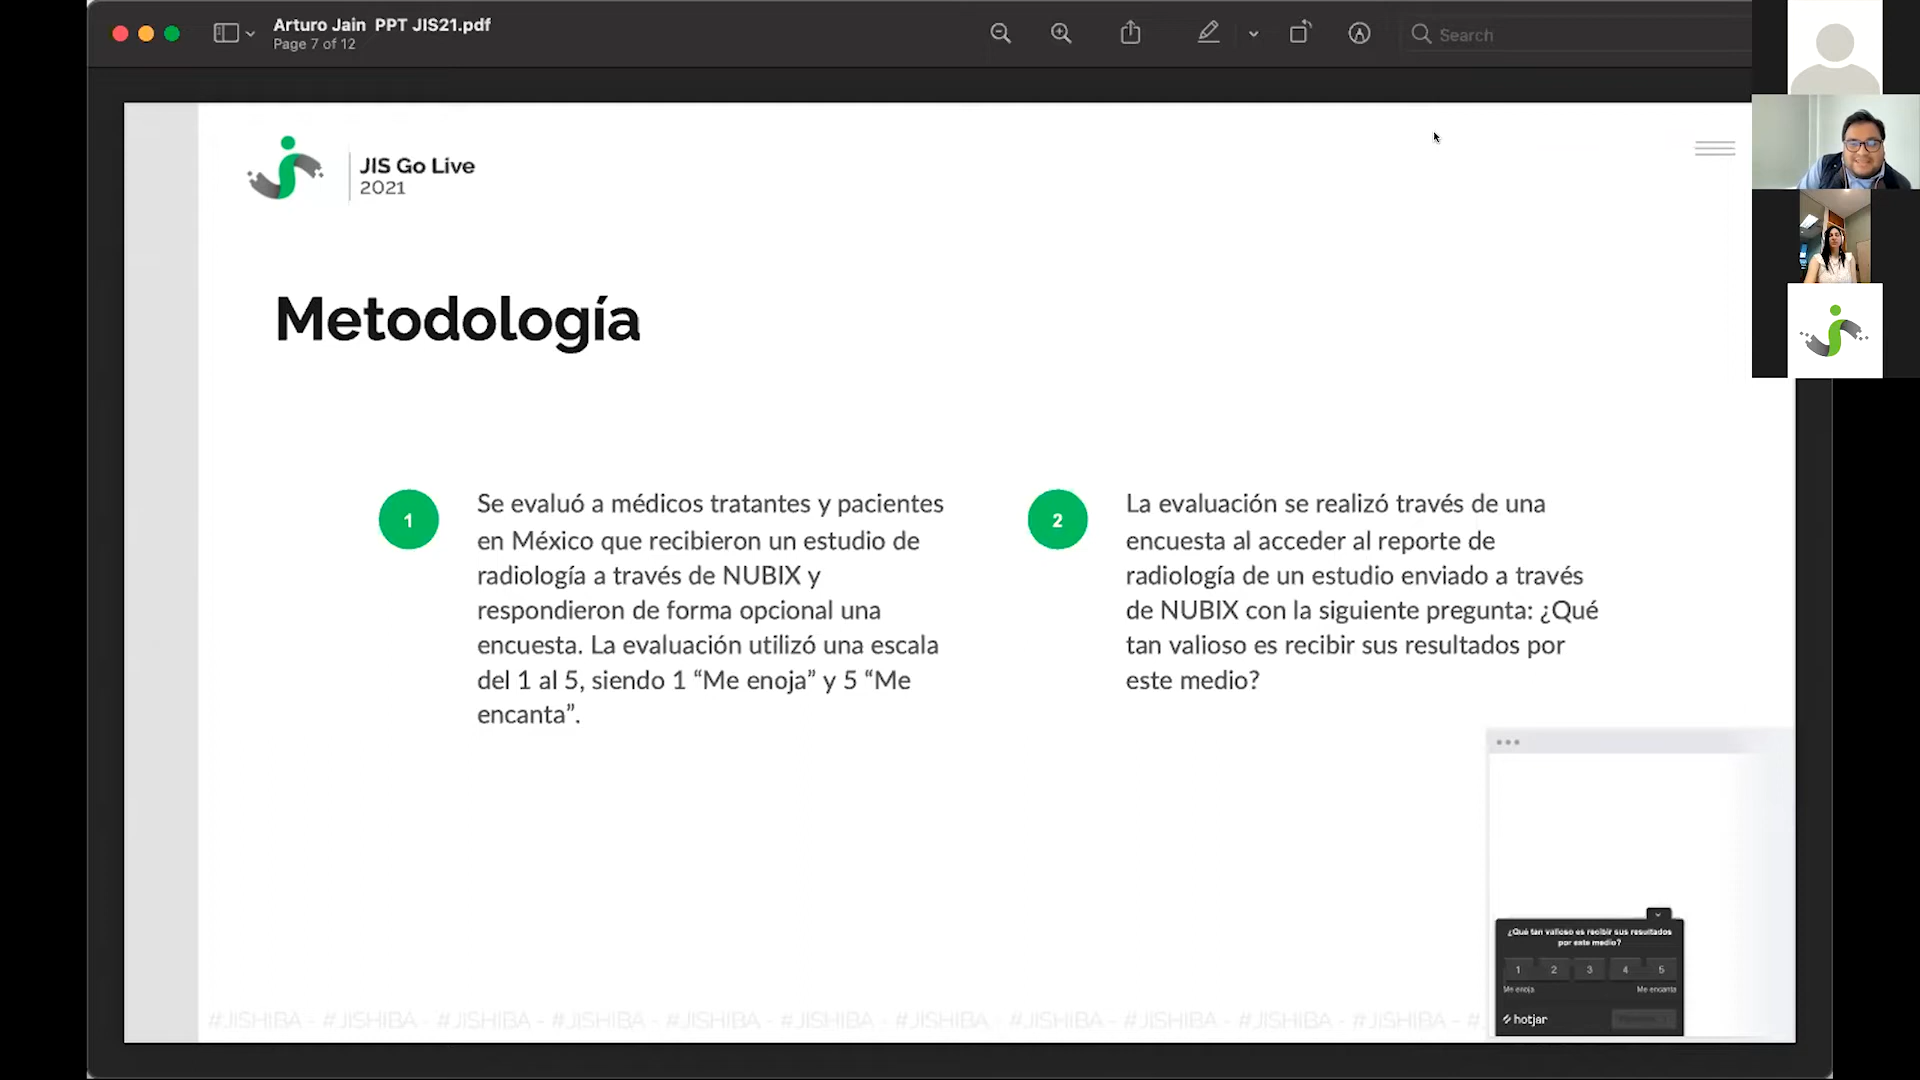 Arturo Jain PPT JIS21.pdf
Page 7 of 12
Search
JIS Go Live
2021
Metodología
1
Se evaluó a médicos tratantes y pacientes
en México que recibieron un estudio de
radiología a través de NUBIX y
respondieron de forma opcional una
encuesta. La evaluación utilizó una escala
del 1 al 5, siendo 1 “Me enoja” y 5 “Me
encanta”.
2
La evaluación se realizó través de una
encuesta al acceder al reporte de
radiología de un estudio enviado a través
de NUBIX con la siguiente pregunta: ¿Qué
tan valioso es recibir sus resultados por
este medio?
¿Qué tan valioso es recibir sus resultados
por este medio?
1 2 3 4 5
Me enoja Me encanta
hotjar
#JISHIBA - #JISHIBA - #JISHIBA - #JISHIBA - #JISHIBA - #JISHIBA - #JISHIBA - #JISHIBA - #JISHIBA - #JISHIBA - #JISHIBA - #